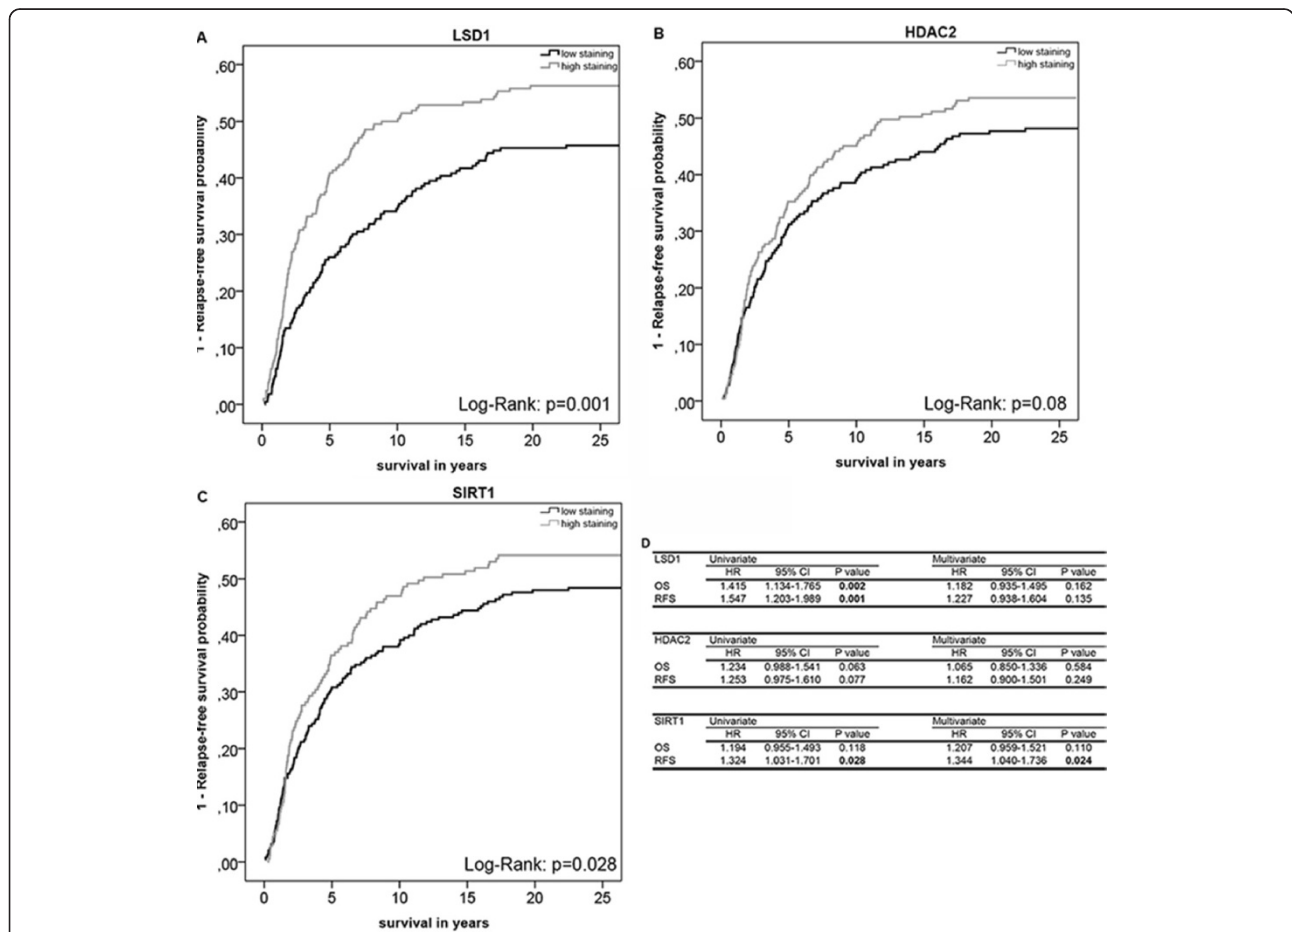 A
LSD1
low staining
high staining
1 - Relapse-free survival probability
,60
,50
,40
,30
,20
,10
,00
Log-Rank: p=0.001
0 5 10 15 20 25
survival in years
B
HDAC2
low staining
high staining
1 - Relapse-free survival probability
,60
,50
,40
,30
,20
,10
,00
Log-Rank: p=0.08
0 5 10 15 20 25
survival in years
C
SIRT1
low staining
high staining
1 - Relapse-free survival probability
,60
,50
,40
,30
,20
,10
,00
Log-Rank: p=0.028
0 5 10 15 20 25
survival in years
D
LSD1 Univariate Multivariate
HR 95% CI P value HR 95% CI P value
OS 1.415 1.134-1.765 0.002 1.182 0.935-1.495 0.162
RFS 1.547 1.203-1.989 0.001 1.227 0.938-1.604 0.135
HDAC2 Univariate Multivariate
HR 95% CI P value HR 95% CI P value
OS 1.234 0.988-1.541 0.063 1.065 0.850-1.336 0.584
RFS 1.253 0.975-1.610 0.077 1.162 0.900-1.501 0.249
SIRT1 Univariate Multivariate
HR 95% CI P value HR 95% CI P value
OS 1.194 0.955-1.493 0.118 1.207 0.959-1.521 0.110
RFS 1.324 1.031-1.701 0.028 1.344 1.040-1.736 0.024